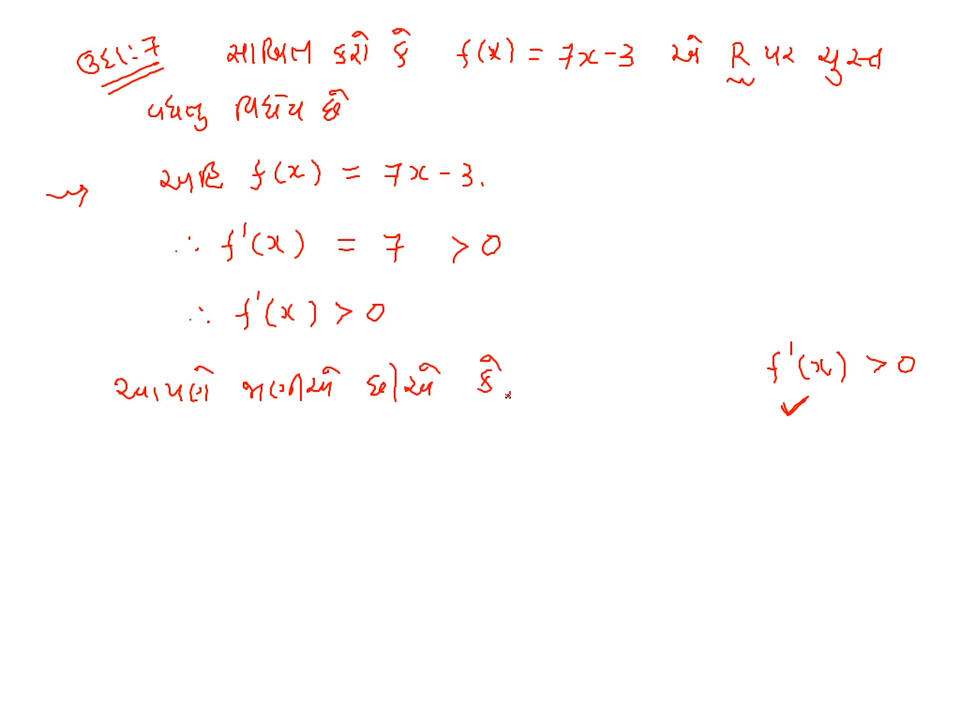 ઉદા:7 સાબિત કરો કે f(x) = 7x - 3 એ R પર ચુસ્ત
વધતુ વિધેય છે
અહિ f(x) = 7x - 3.
∴ f'(x) = 7 > 0
∴ f'(x) > 0
f'(x) > 0
આપણે જાણીએ છીએ કે.